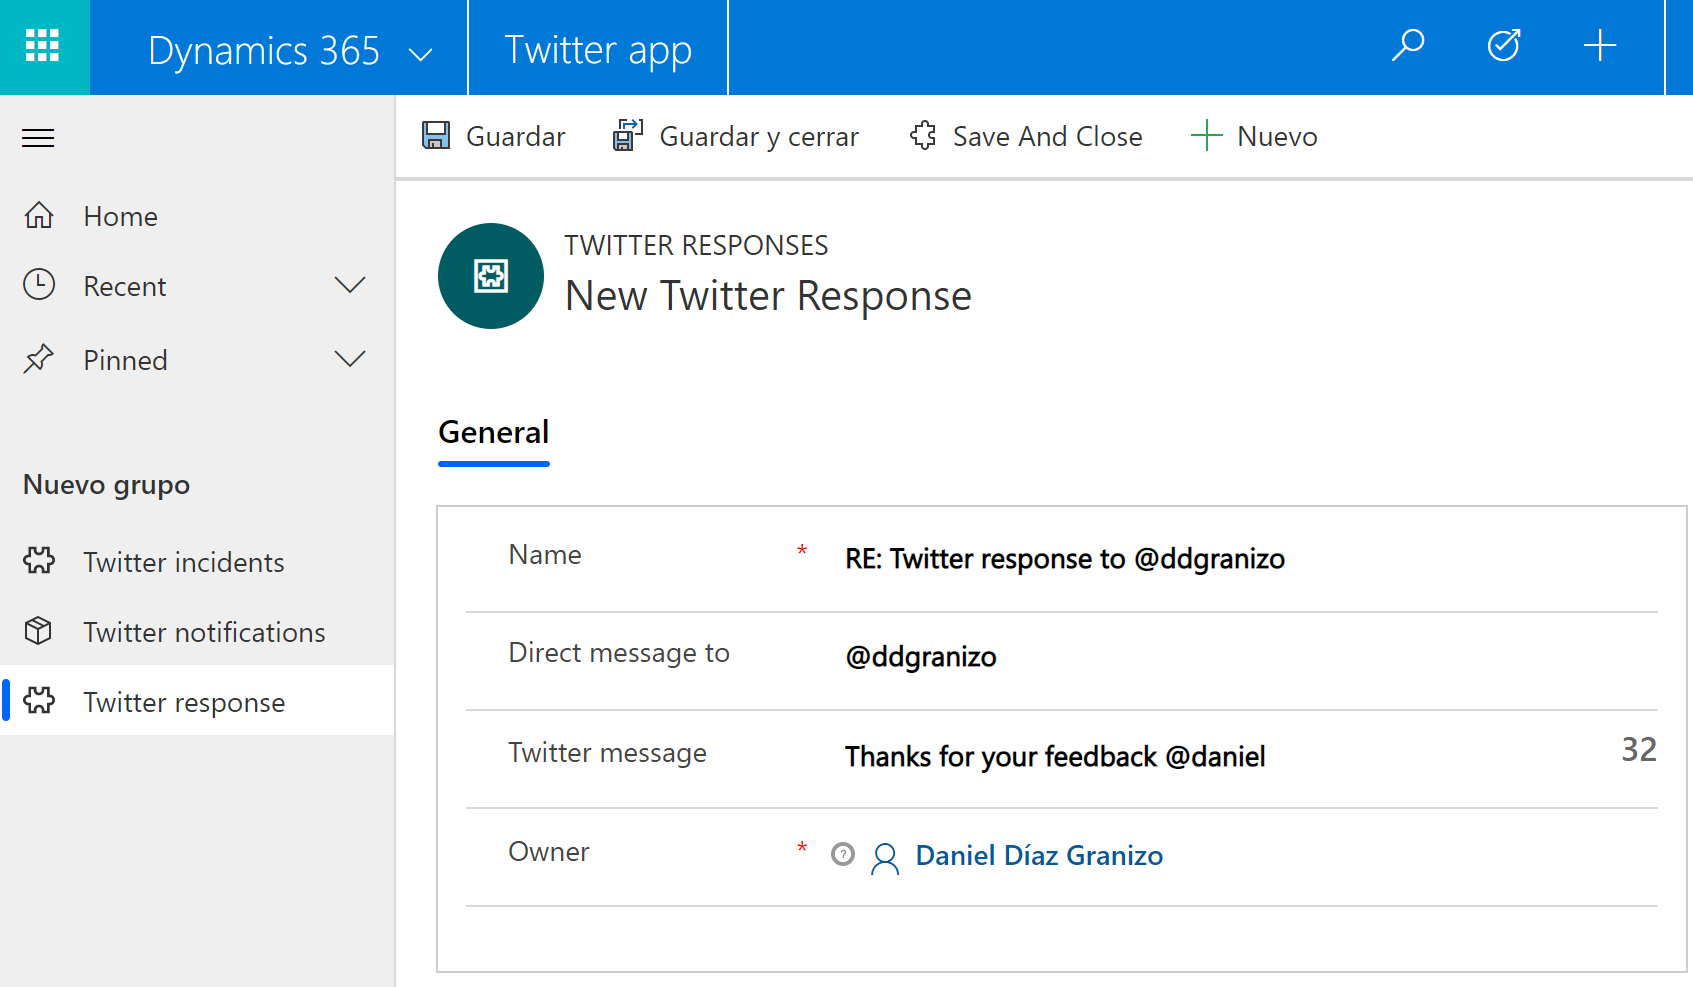 Dynamics 365
Twitter app
Guardar
Guardar y cerrar
Save And Close
Nuevo
Home
Recent
Pinned
Nuevo grupo
Twitter incidents
Twitter notifications
Twitter response
TWITTER RESPONSES
New Twitter Response
General
Name * RE: Twitter response to @ddgranizo
Direct message to @ddgranizo
Twitter message Thanks for your feedback @daniel 32
Owner * ? Daniel Díaz Granizo